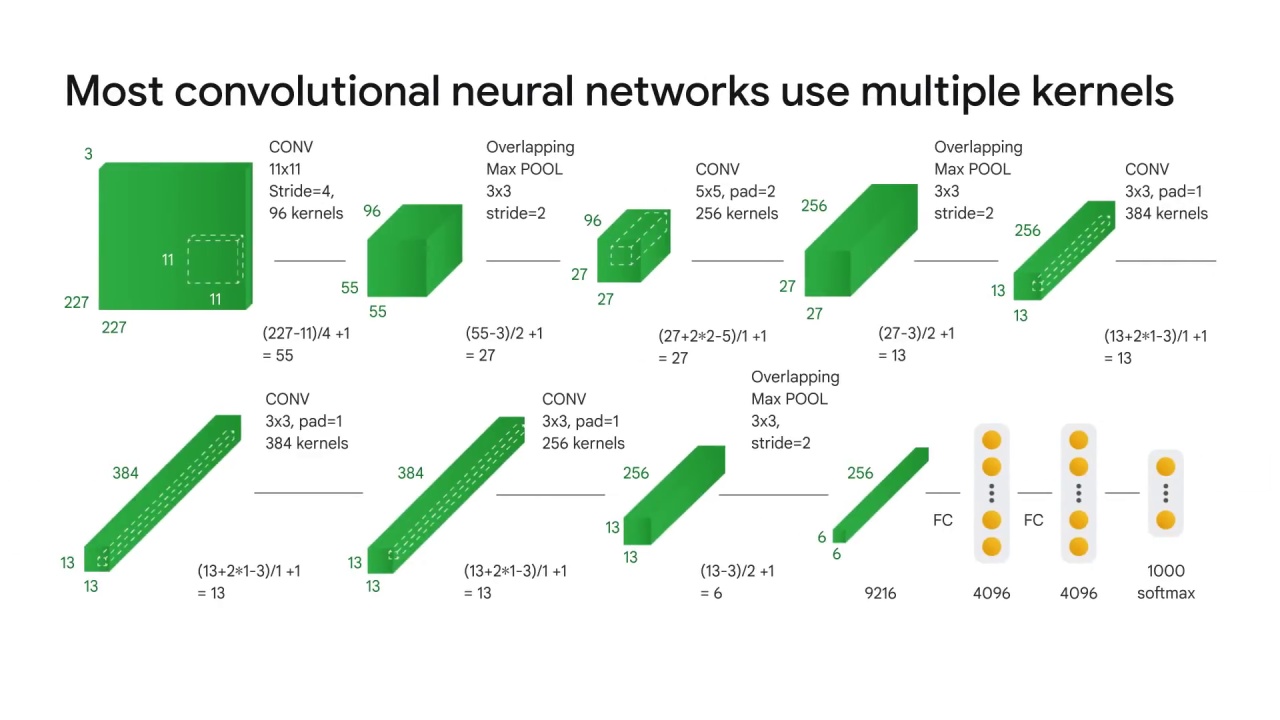 Most convolutional neural networks use multiple kernels
3
11
11
227
227
CONV
11x11
Stride=4,
96 kernels
(227-11)/4 +1
= 55
96
55
55
Overlapping
Max POOL
3x3
stride=2
(55-3)/2 +1
= 27
96
27
27
CONV
5x5, pad=2
256 kernels
(27+2*2-5)/1 +1
= 27
256
27
27
Overlapping
Max POOL
3x3
stride=2
(27-3)/2 +1
= 13
256
13
13
CONV
3x3, pad=1
384 kernels
(13+2*1-3)/1 +1
= 13
384
13
13
CONV
3x3, pad=1
384 kernels
(13+2*1-3)/1 +1
= 13
384
13
13
CONV
3x3, pad=1
256 kernels
(13+2*1-3)/1 +1
= 13
256
13
13
Overlapping
Max POOL
3x3,
stride=2
(13-3)/2 +1
= 6
256
6
6
9216
FC
4096
FC
4096
1000
softmax